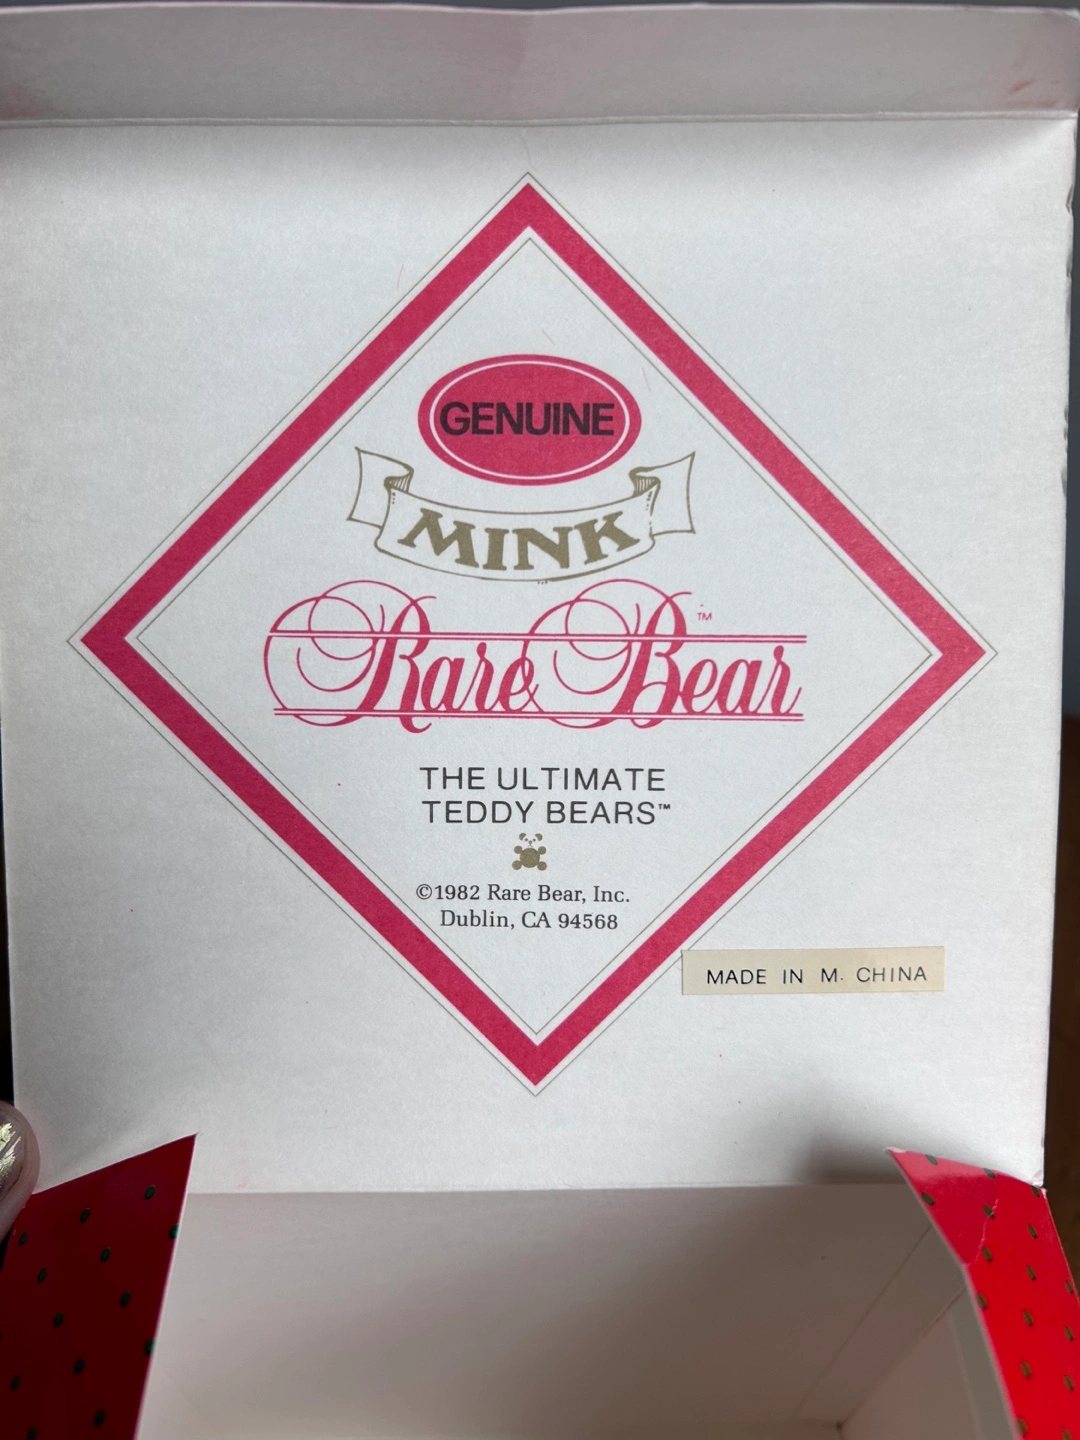 GENUINE
MINK
Rare Bear™
THE ULTIMATE
TEDDY BEARS™
©1982 Rare Bear, Inc.
Dublin, CA 94568
MADE IN M. CHINA